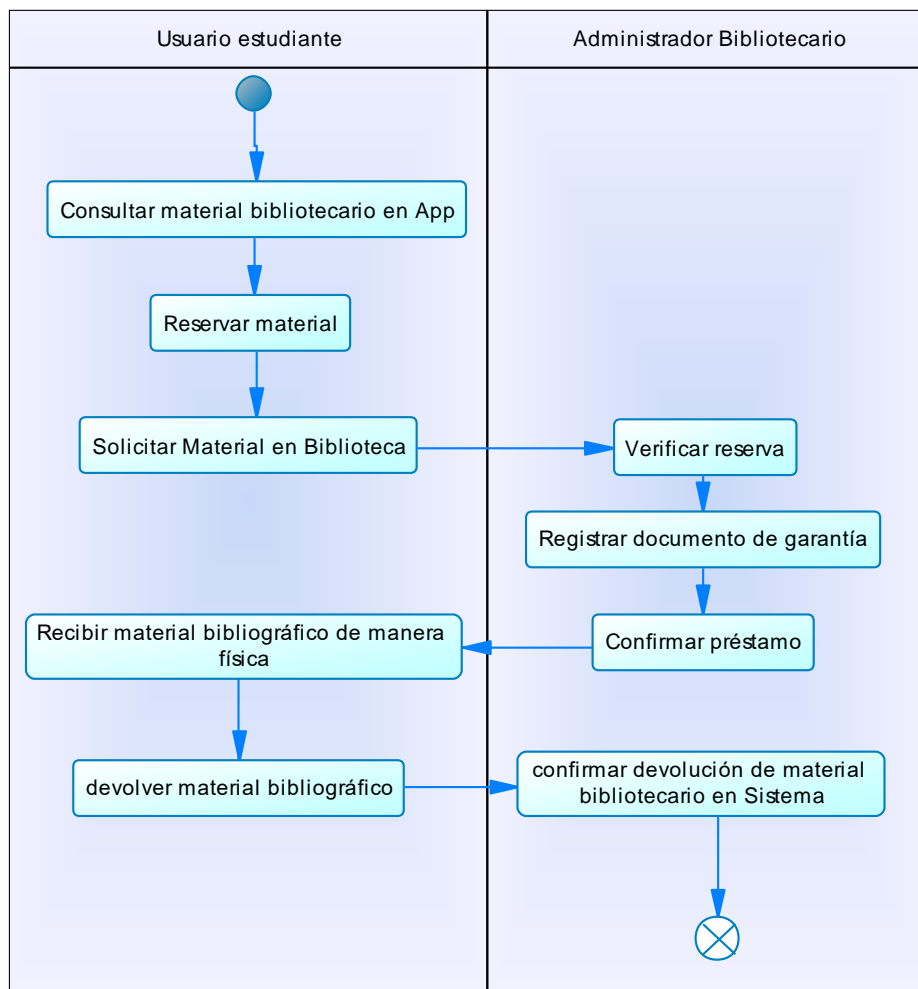 Usuario estudiante
Administrador Bibliotecario
Consultar material bibliotecario en App
Reservar material
Solicitar Material en Biblioteca
Verificar reserva
Registrar documento de garantía
Confirmar préstamo
Recibir material bibliográfico de manera
física
devolver material bibliográfico
confirmar devolución de material
bibliotecario en Sistema